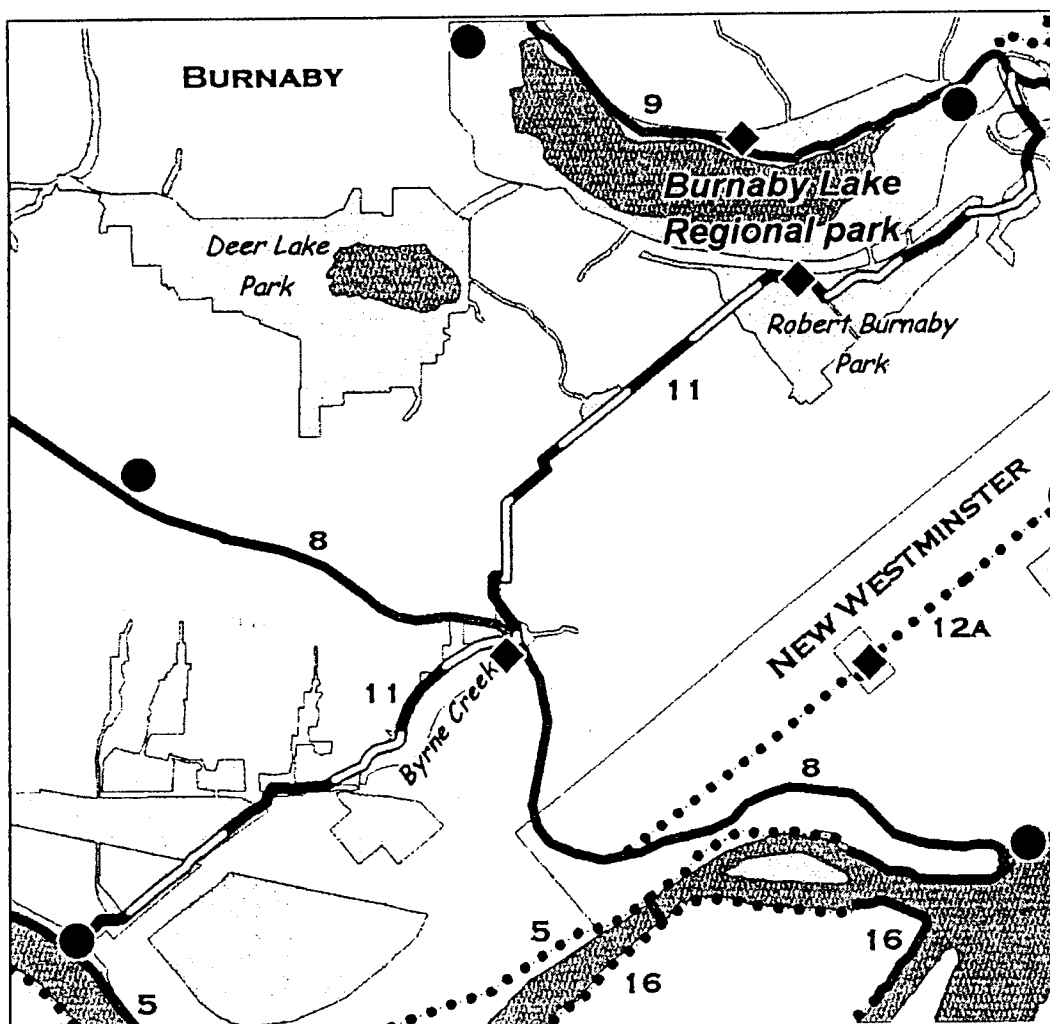 BURNABY
9
Burnaby Lake
Regional park
Deer Lake
Park
Robert Burnaby
Park
11
8
NEW WESTMINSTER
12A
11
Byrne Creek
8
5
16
16
5